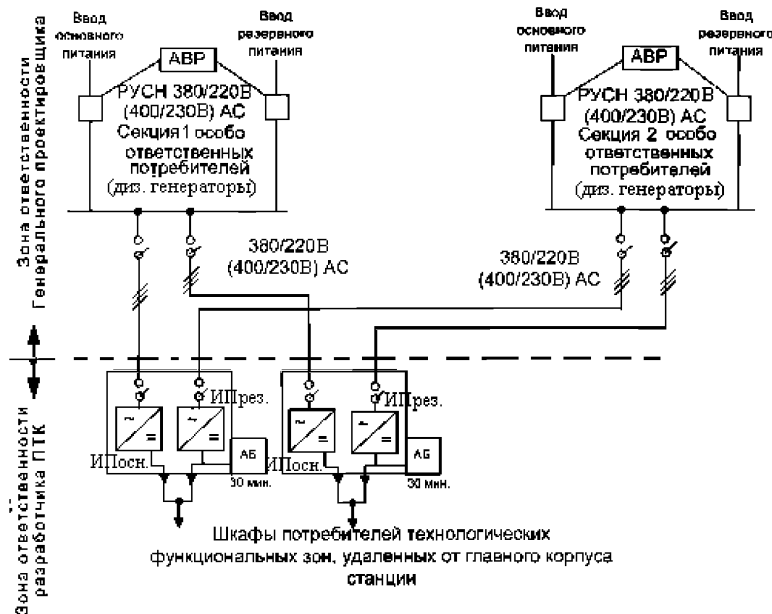 Ввод
основного
питания
АВР
Ввод
резервного
питания
РУСН 380/220В
(400/230В) АС
Секция 1 особо
ответственных
потребителей
(диз. генераторы)
Ввод
основного
питания
АВР
Ввод
резервного
питания
РУСН 380/220В
(400/230В) АС
Секция 2 особо
ответственных
потребителей
(диз. генераторы)
380/220В
(400/230В) АС
380/220В
(400/230В) АС
Зона ответственности
Генерального проектировщика
Зона ответственности
разработчика ПТК
~
=
ИПосн.
~
=
ИПрез.
АБ
30 мин.
~
=
ИПосн.
~
=
ИПрез.
АБ
30 мин.
Шкафы потребителей технологических
функциональных зон, удаленных от главного корпуса
станции